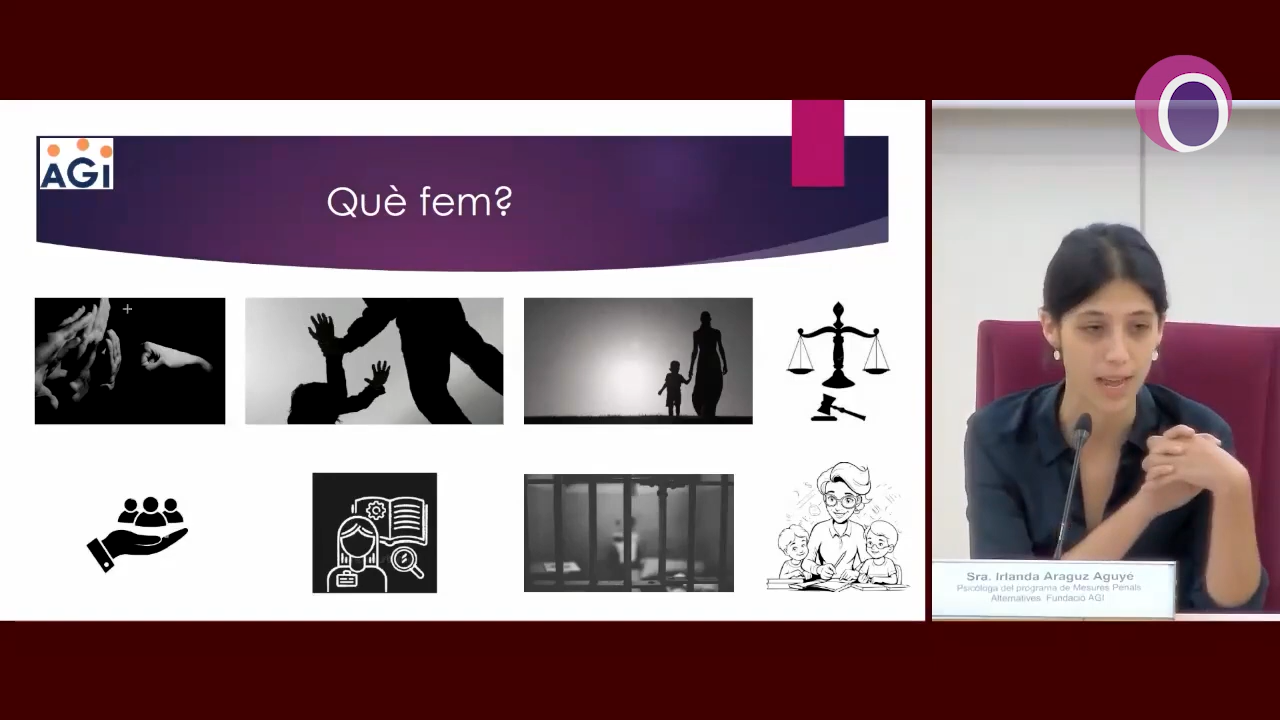 AGI
Què fem?
Sra. Irlanda Araguz Aguyé
Psicòloga del programa de Mesures Penals
Alternatives. Fundació AGI